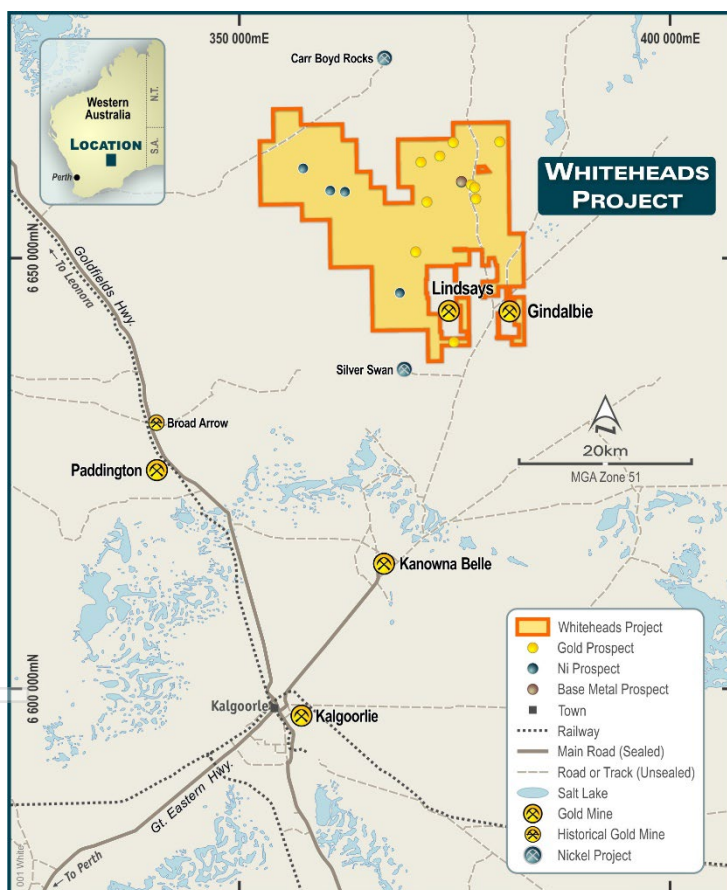 350 000mE
400 000mE
Carr Boyd Rocks
Western
Australia
N.T.
S.A.
LOCATION
Perth
WHITEHEADS
PROJECT
6 650 000mN
Goldfields Hwy.
To Leonora
Lindsays
Gindalbie
Silver Swan
Broad Arrow
Paddington
20km
MGA Zone 51
Kanowna Belle
6 600 000mN
Kalgoorle
Kalgoorlie
Gt. Eastern Hwy.
To Perth
001 White
Whiteheads Project
Gold Prospect
Ni Prospect
Base Metal Prospect
Town
Railway
Main Road (Sealed)
Road or Track (Unsealed)
Salt Lake
Gold Mine
Historical Gold Mine
Nickel Project